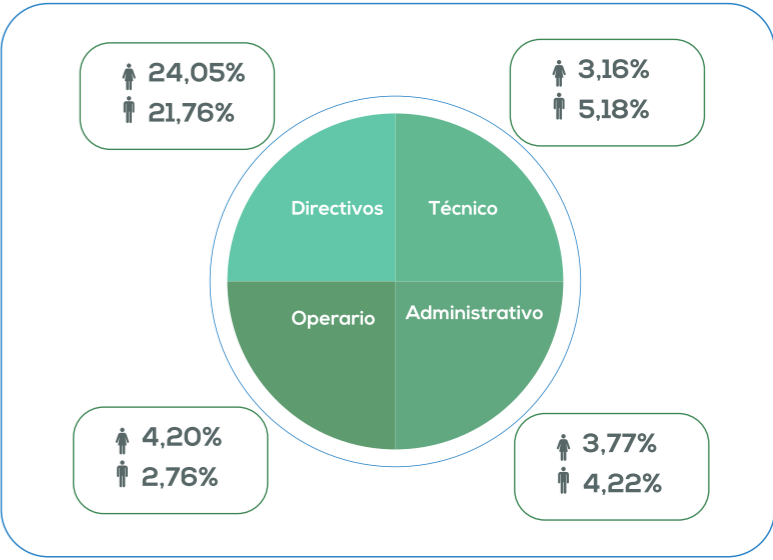 24,05%
21,76%
3,16%
5,18%
Directivos
Técnico
Operario
Administrativo
4,20%
2,76%
3,77%
4,22%